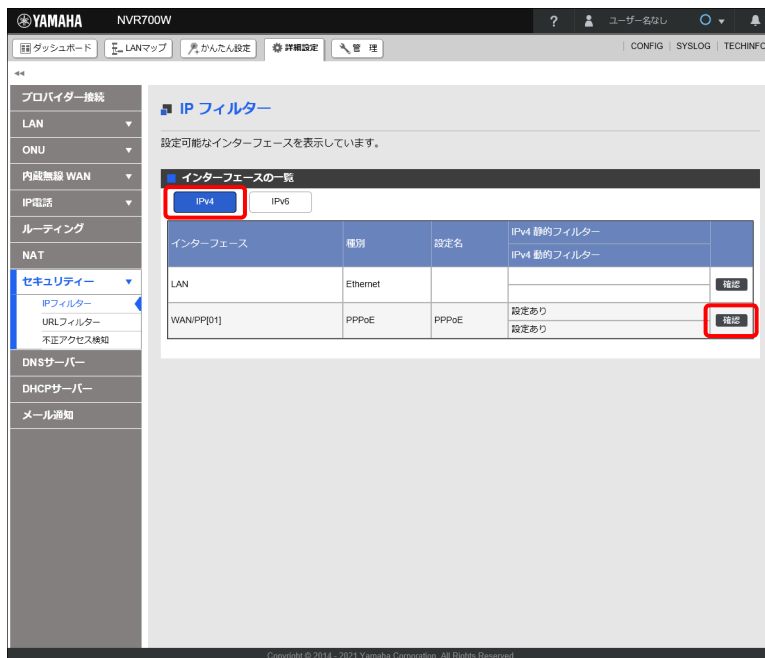 YAMAHA NVR700W ? ユーザー名なし
ダッシュボード LANマップ かんたん設定 詳細設定 管 理 CONFIG SYSLOG TECHINFO
プロバイダー接続
LAN
ONU
内蔵無線 WAN
IP電話
ルーティング
NAT
セキュリティー
IPフィルター
URLフィルター
不正アクセス検知
DNSサーバー
DHCPサーバー
メール通知
IP フィルター
設定可能なインターフェースを表示しています。
インターフェースの一覧
IPv4 IPv6
インターフェース 種別 設定名 IPv4 静的フィルター
IPv4 動的フィルター
LAN Ethernet 確認
WAN/PP[01] PPPoE PPPoE 設定あり 確認
設定あり
Copyright © 2014 - 2021 Yamaha Corporation. All Rights Reserved.